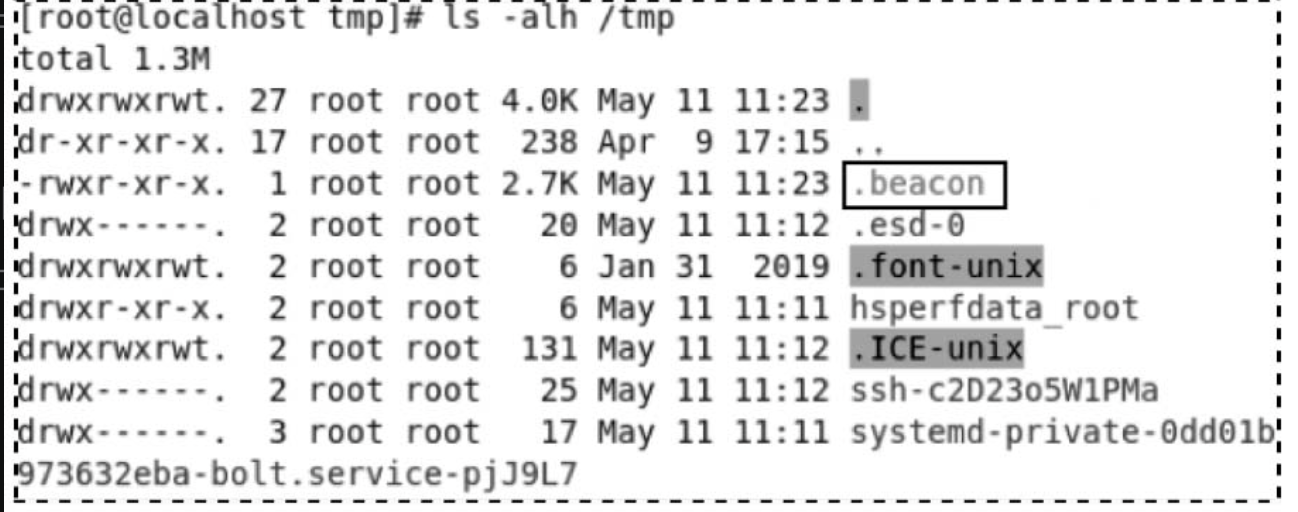 [root@localhost tmp]# ls -alh /tmp
total 1.3M
drwxrwxrwt. 27 root root 4.0K May 11 11:23 .
dr-xr-xr-x. 17 root root  238 Apr  9 17:15 ..
-rwxr-xr-x.  1 root root 2.7K May 11 11:23 .beacon
drwx------.  2 root root   20 May 11 11:12 .esd-0
drwxrwxrwt.  2 root root    6 Jan 31  2019 .font-unix
drwxr-xr-x.  2 root root    6 May 11 11:11 hsperfdata_root
drwxrwxrwt.  2 root root  131 May 11 11:12 .ICE-unix
drwx------.  2 root root   25 May 11 11:12 ssh-c2D23o5W1PMa
drwx------.  3 root root   17 May 11 11:11 systemd-private-0dd01b
973632eba-bolt.service-pjJ9L7